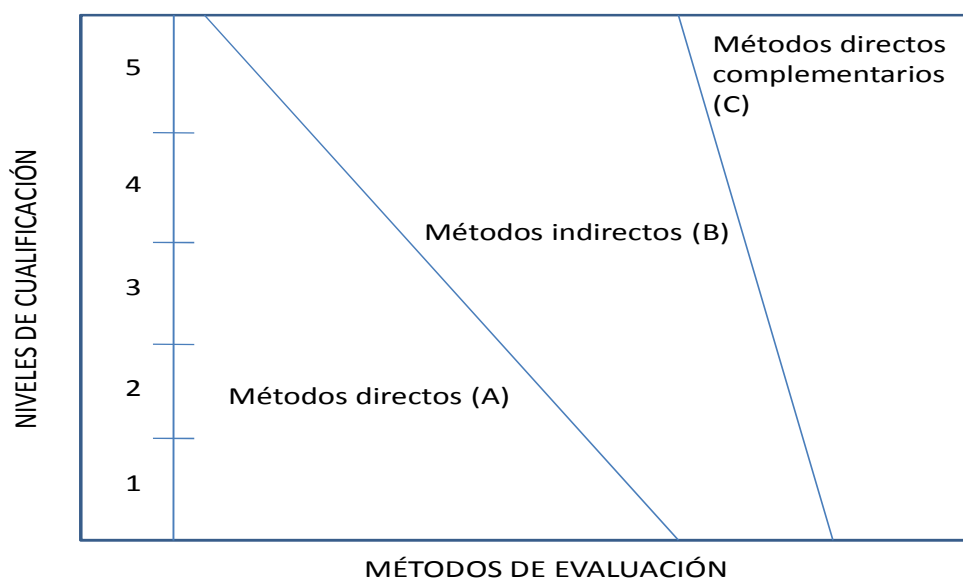 Métodos directos
complementarios
(C)
5
4
Métodos indirectos (B)
3
2
Métodos directos (A)
1
NIVELES DE CUALIFICACIÓN
MÉTODOS DE EVALUACIÓN